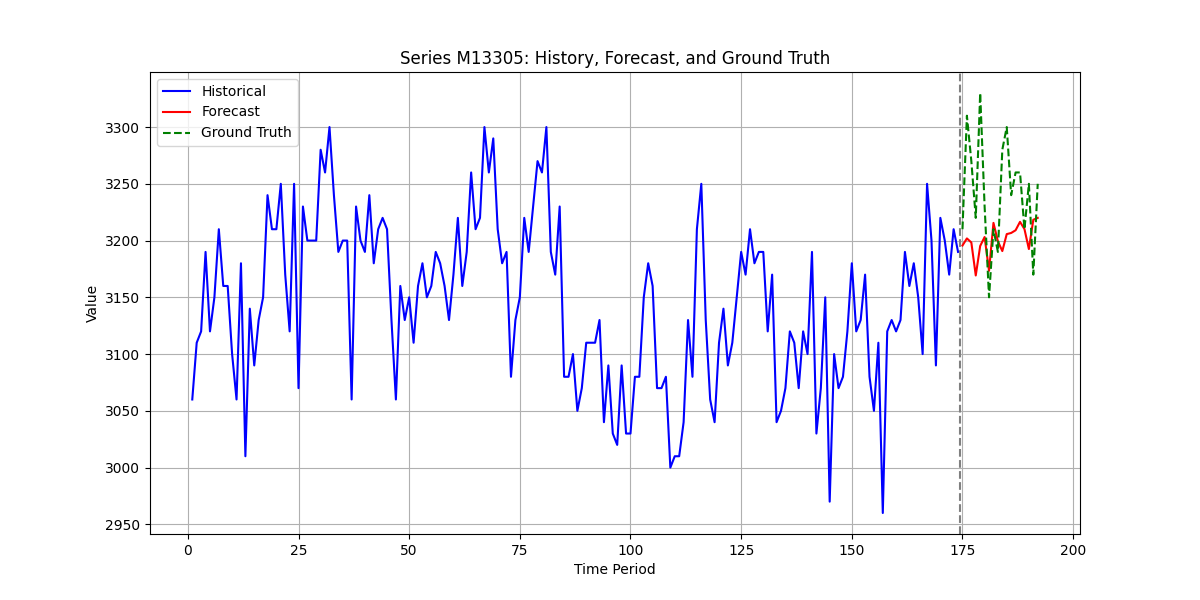 Series M13305: History, Forecast, and Ground Truth
Historical
Forecast
Ground Truth
3300
3250
3200
3150
3100
3050
3000
2950
Value
0 25 50 75 100 125 150 175 200
Time Period